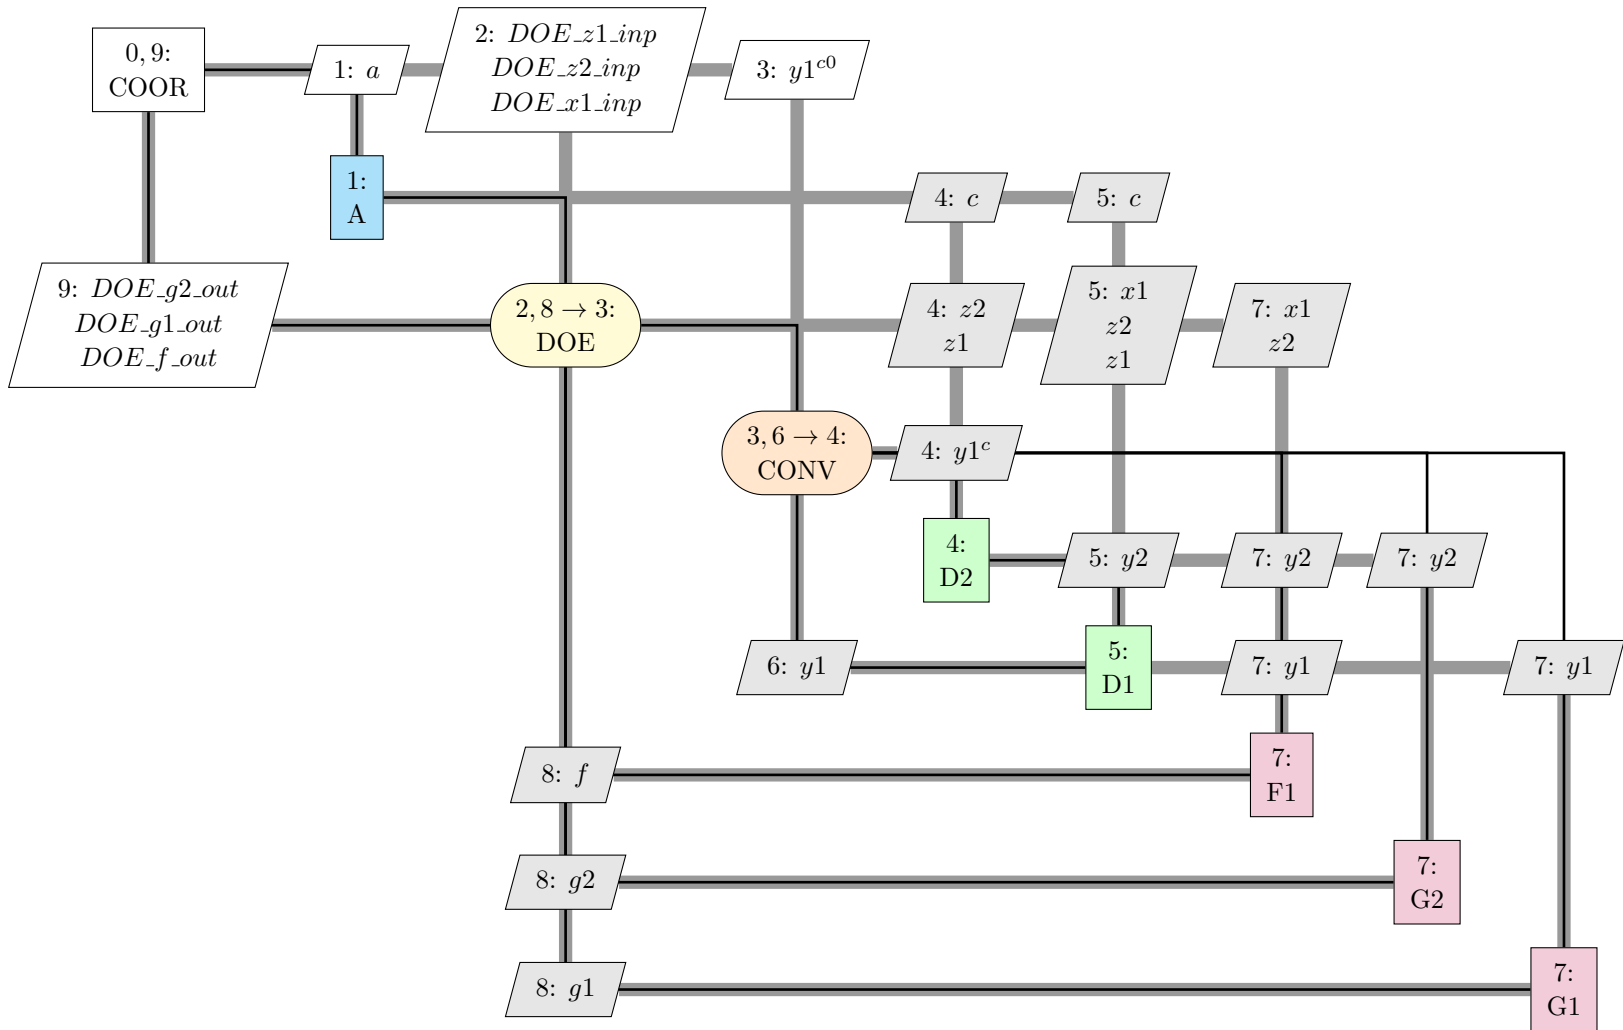 0, 9:
COOR
1: a
2: DOE_z1_inp
DOE_z2_inp
DOE_x1_inp
3: y1^{c0}
1:
A
4: c
5: c
9: DOE_g2_out
DOE_g1_out
DOE_f_out
2, 8 → 3:
DOE
4: z2
z1
5: x1
z2
z1
7: x1
z2
3, 6 → 4:
CONV
4: y1^c
4:
D2
5: y2
7: y2
7: y2
6: y1
5:
D1
7: y1
7: y1
8: f
7:
F1
8: g2
7:
G2
8: g1
7:
G1